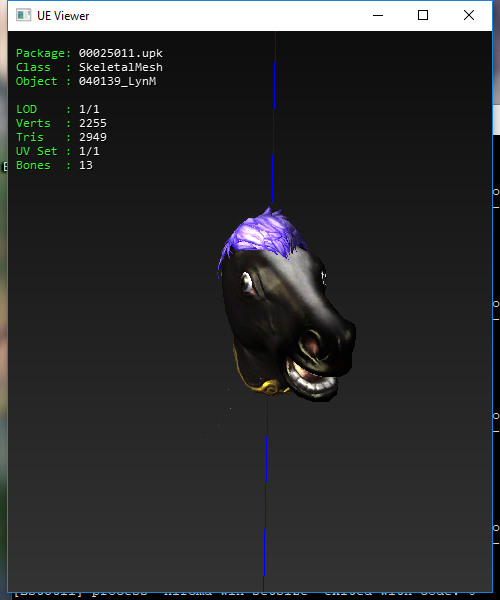 UE Viewer
Package: 00025011.upk
Class : SkeletalMesh
Object : 040139_LynM
LOD : 1/1
Verts : 2255
Tris : 2949
UV Set : 1/1
Bones : 13